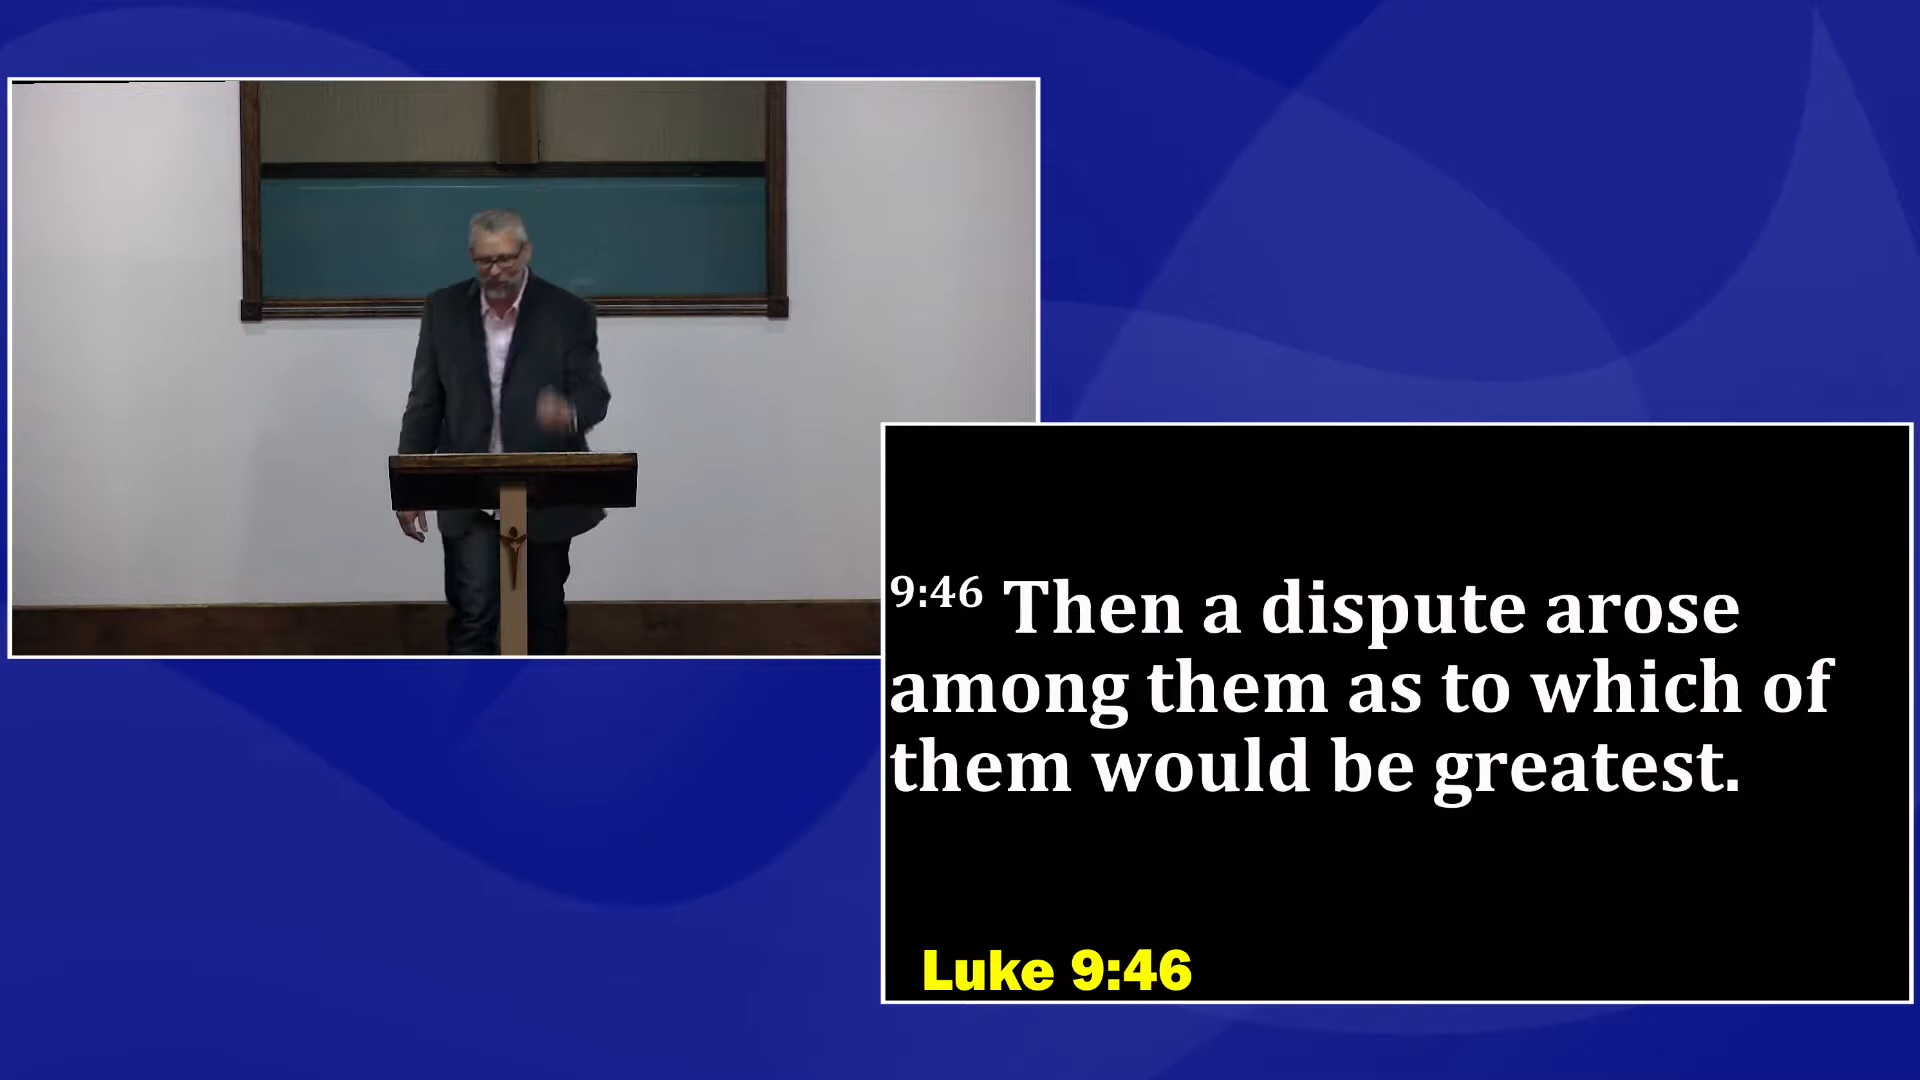 9:46 Then a dispute arose
among them as to which of
them would be greatest.
Luke 9:46